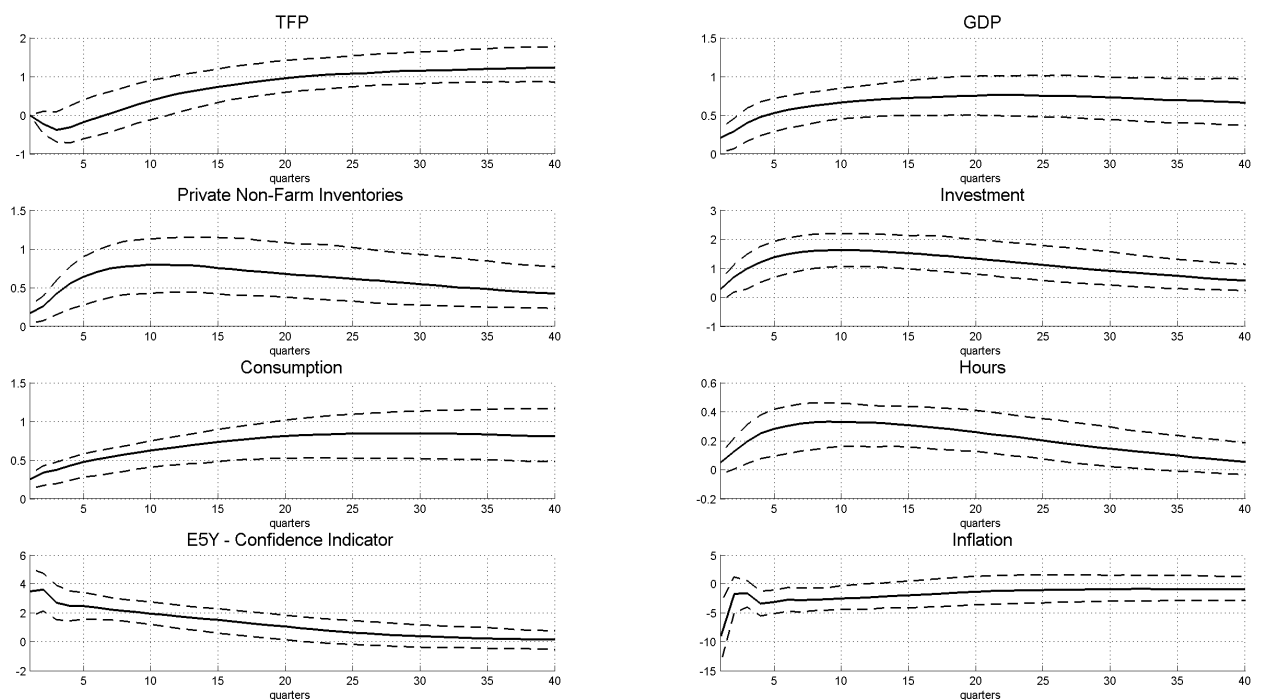 TFP
2
1
0
-1
5 10 15 20 25 30 35 40
quarters
GDP
1.5
1
0.5
0
5 10 15 20 25 30 35 40
quarters
Private Non-Farm Inventories
1.5
1
0.5
0
5 10 15 20 25 30 35 40
quarters
Investment
3
2
1
0
-1
5 10 15 20 25 30 35 40
quarters
Consumption
1.5
1
0.5
0
5 10 15 20 25 30 35 40
quarters
Hours
0.6
0.4
0.2
0
-0.2
5 10 15 20 25 30 35 40
quarters
E5Y - Confidence Indicator
6
4
2
0
-2
5 10 15 20 25 30 35 40
quarters
Inflation
5
0
-5
-10
-15
5 10 15 20 25 30 35 40
quarters